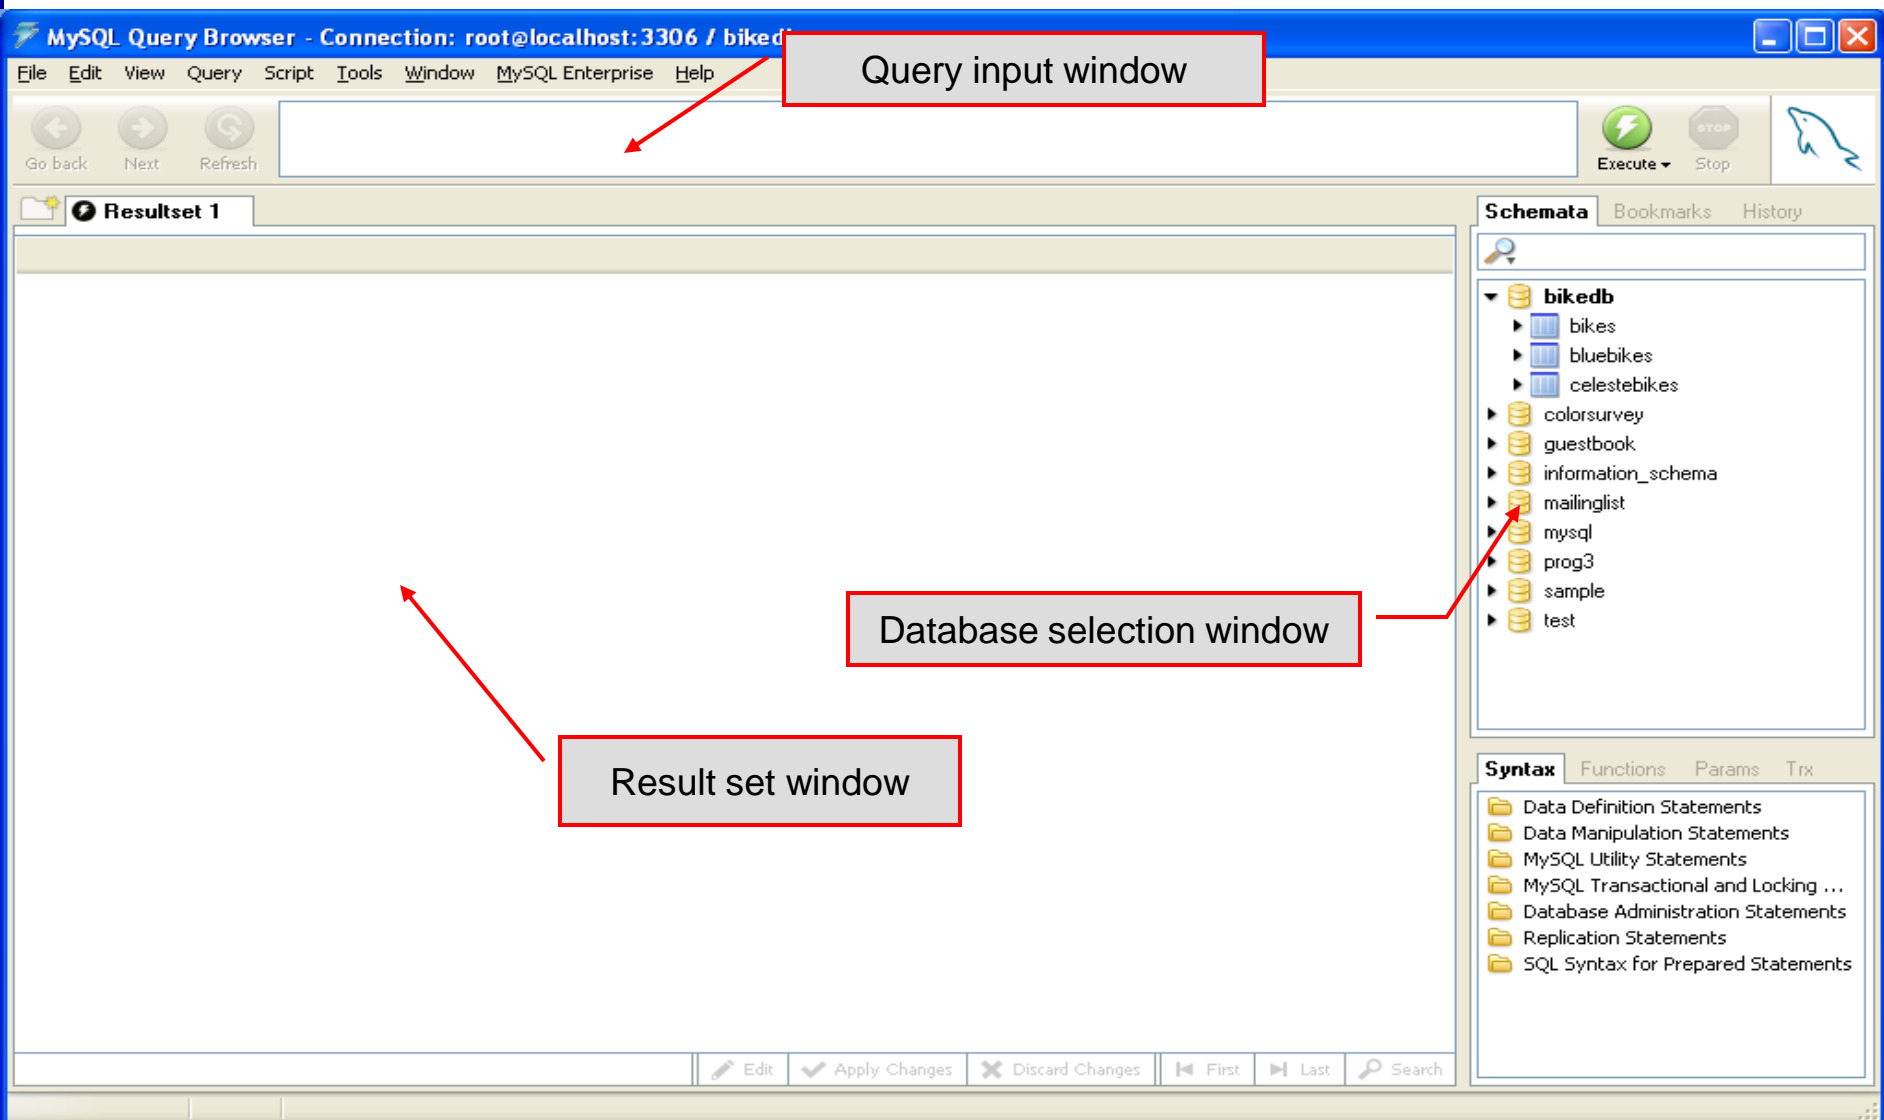 MySQL Query Browser - Connection: root@localhost:3306 / biked
Query input window
File Edit View Query Script Tools Window MySQL Enterprise Help
Go back Next Refresh
Execute
STOP
Stop
Resultset 1
Schemata Bookmarks History
bikedb
bikes
bluebikes
celestebikes
colorsurvey
guestbook
information_schema
mailinglist
mysql
prog3
sample
test
Database selection window
Result set window
Syntax Functions Params Trx
Data Definition Statements
Data Manipulation Statements
MySQL Utility Statements
MySQL Transactional and Locking ...
Database Administration Statements
Replication Statements
SQL Syntax for Prepared Statements
Edit Apply Changes Discard Changes First Last Search